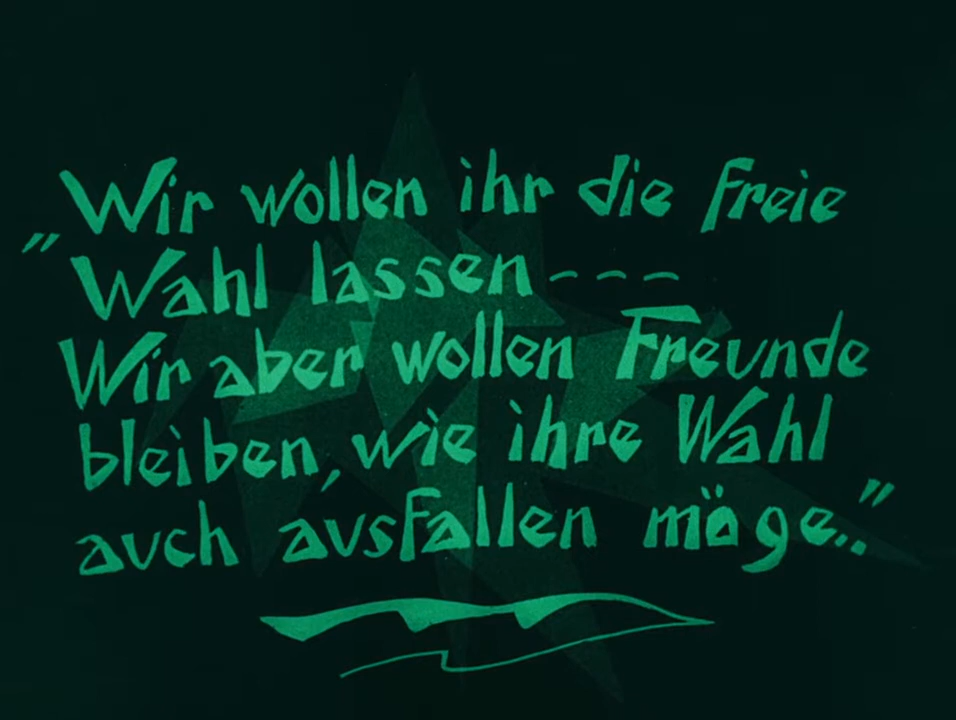 Wir wollen ihr die freie
"Wahl lassen - - -
Wir aber wollen Freunde
bleiben, wie ihre Wahl
auch ausfallen möge.."